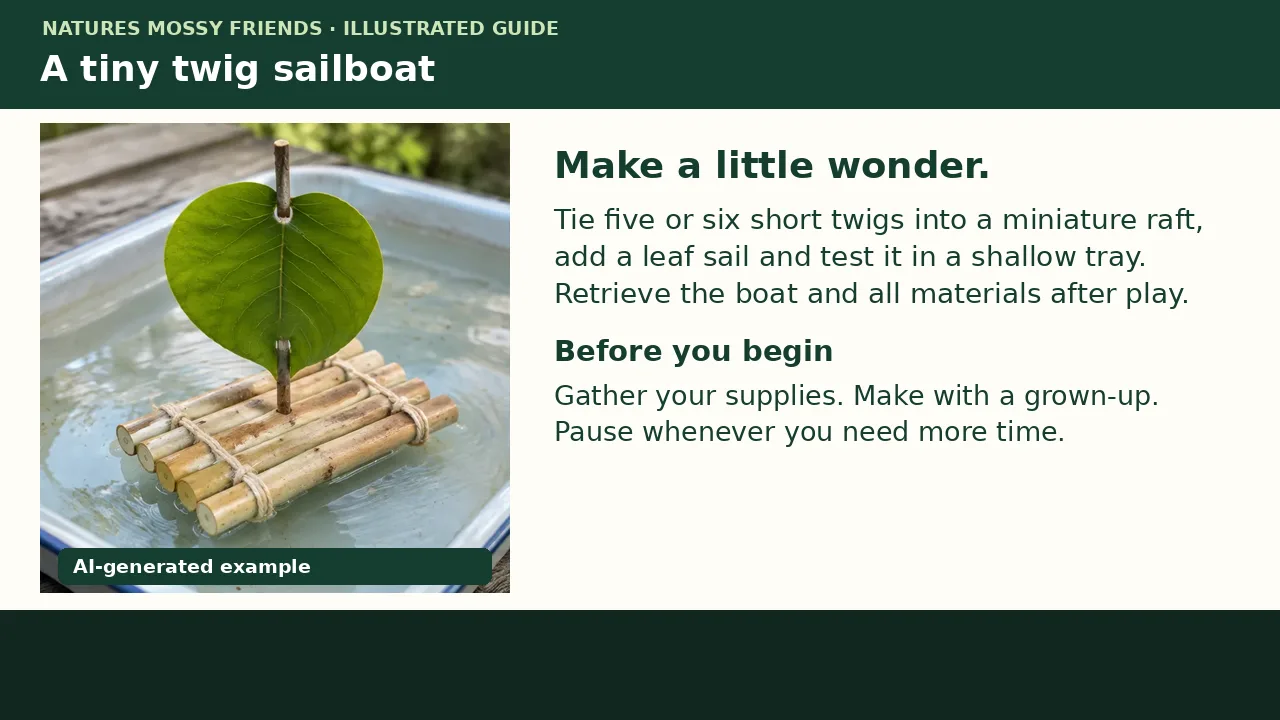 NATURES MOSSY FRIENDS · ILLUSTRATED GUIDE
A tiny twig sailboat
Make a little wonder.
Tie five or six short twigs into a miniature raft,
add a leaf sail and test it in a shallow tray.
Retrieve the boat and all materials after play.
Before you begin
Gather your supplies. Make with a grown-up.
Pause whenever you need more time.
AI-generated example